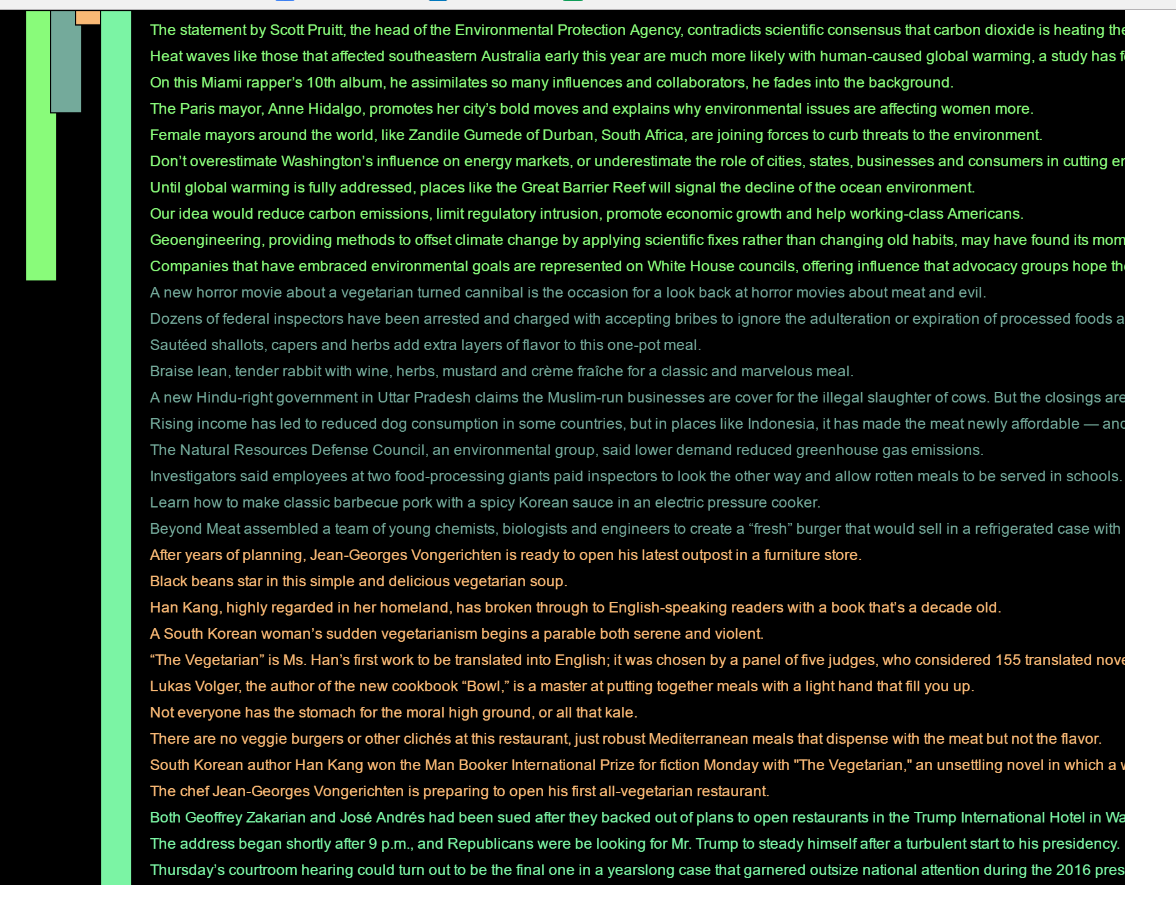 The statement by Scott Pruitt, the head of the Environmental Protection Agency, contradicts scientific consensus that carbon dioxide is heating the
Heat waves like those that affected southeastern Australia early this year are much more likely with human-caused global warming, a study has
On this Miami rapper’s 10th album, he assimilates so many influences and collaborators, he fades into the background.
The Paris mayor, Anne Hidalgo, promotes her city’s bold moves and explains why environmental issues are affecting women more.
Female mayors around the world, like Zandile Gumede of Durban, South Africa, are joining forces to curb threats to the environment.
Don’t overestimate Washington’s influence on energy markets, or underestimate the role of cities, states, businesses and consumers in cutting
Until global warming is fully addressed, places like the Great Barrier Reef will signal the decline of the ocean environment.
Our idea would reduce carbon emissions, limit regulatory intrusion, promote economic growth and help working-class Americans.
Geoengineering, providing methods to offset climate change by applying scientific fixes rather than changing old habits, may have found its mom
Companies that have embraced environmental goals are represented on White House councils, offering influence that advocacy groups hope
A new horror movie about a vegetarian turned cannibal is the occasion for a look back at horror movies about meat and evil.
Dozens of federal inspectors have been arrested and charged with accepting bribes to ignore the adulteration or expiration of processed foods a
Sautéed shallots, capers and herbs add extra layers of flavor to this one-pot meal.
Braise lean, tender rabbit with wine, herbs, mustard and crème fraîche for a classic and marvelous meal.
A new Hindu-right government in Uttar Pradesh claims the Muslim-run businesses are cover for the illegal slaughter of cows. But the closings are
Rising income has led to reduced dog consumption in some countries, but in places like Indonesia, it has made the meat newly affordable — and
The Natural Resources Defense Council, an environmental group, said lower demand reduced greenhouse gas emissions.
Investigators said employees at two food-processing giants paid inspectors to look the other way and allow rotten meals to be served in schools.
Learn how to make classic barbecue pork with a spicy Korean sauce in an electric pressure cooker.
Beyond Meat assembled a team of young chemists, biologists and engineers to create a “fresh” burger that would sell in a refrigerated case with
After years of planning, Jean-Georges Vongerichten is ready to open his latest outpost in a furniture store.
Black beans star in this simple and delicious vegetarian soup.
Han Kang, highly regarded in her homeland, has broken through to English-speaking readers with a book that’s a decade old.
A South Korean woman’s sudden vegetarianism begins a parable both serene and violent.
“The Vegetarian” is Ms. Han’s first work to be translated into English; it was chosen by a panel of five judges, who considered 155 translated nove
Lukas Volger, the author of the new cookbook “Bowl,” is a master at putting together meals with a light hand that fill you up.
Not everyone has the stomach for the moral high ground, or all that kale.
There are no veggie burgers or other clichés at this restaurant, just robust Mediterranean meals that dispense with the meat but not the flavor.
South Korean author Han Kang won the Man Booker International Prize for fiction Monday with "The Vegetarian," an unsettling novel in which a
The chef Jean-Georges Vongerichten is preparing to open his first all-vegetarian restaurant.
Both Geoffrey Zakarian and José Andrés had been sued after they backed out of plans to open restaurants in the Trump International Hotel in Wa
The address began shortly after 9 p.m., and Republicans were be looking for Mr. Trump to steady himself after a turbulent start to his presidency.
Thursday’s courtroom hearing could turn out to be the final one in a yearslong case that garnered outsize national attention during the 2016 pres